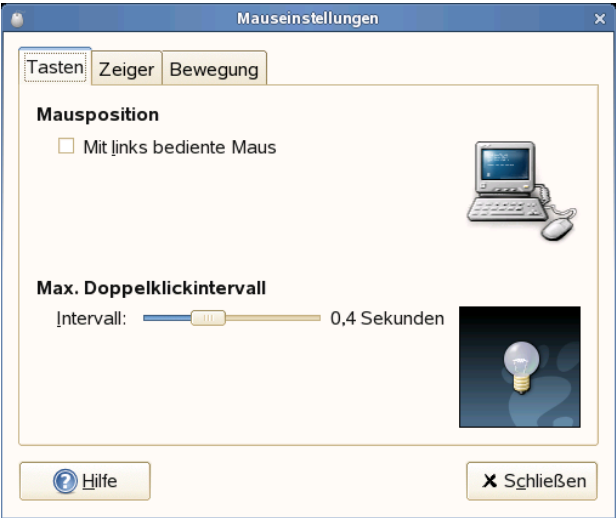 Mauseinstellungen
Tasten Zeiger Bewegung
Mausposition
Mit links bediente Maus
Max. Doppelklickintervall
Intervall: 0,4 Sekunden
Hilfe Schließen